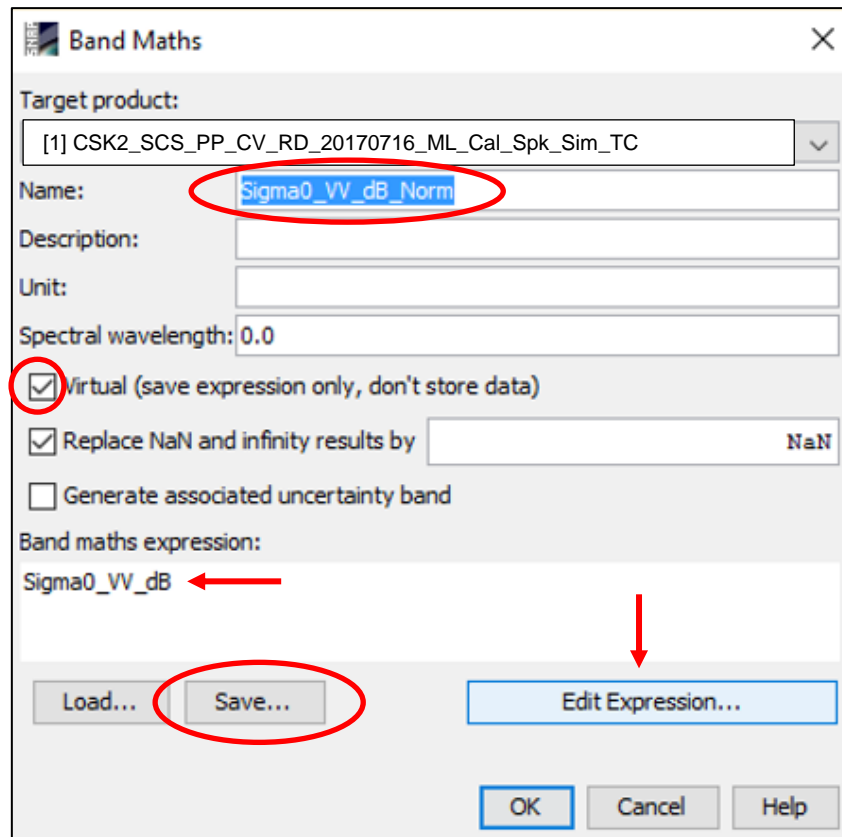 SNAP
Band Maths
Target product:
[1] CSK2_SCS_PP_CV_RD_20170716_ML_Cal_Spk_Sim_TC
Name: Sigma0_VV_dB_Norm
Description:
Unit:
Spectral wavelength: 0.0
Virtual (save expression only, don't store data)
Replace NaN and infinity results by NaN
Generate associated uncertainty band
Band maths expression:
Sigma0_VV_dB
Load... Save... Edit Expression...
OK Cancel Help